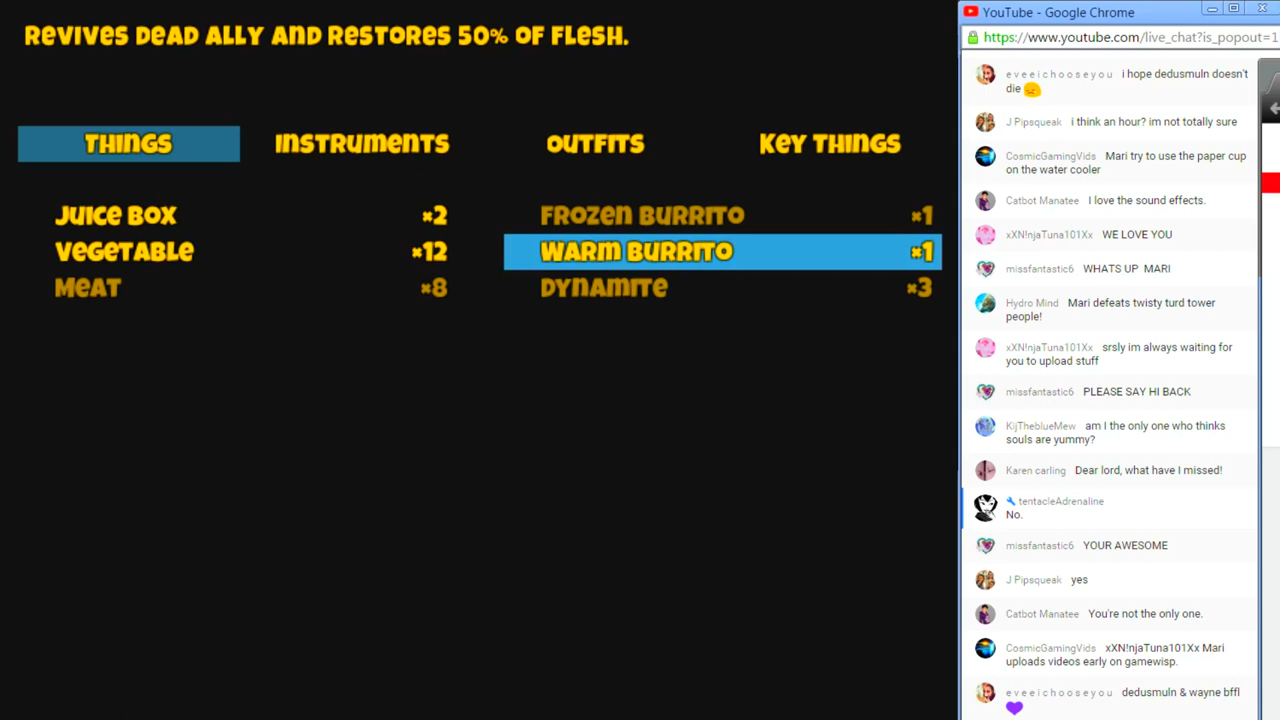 Revives dead ally and restores 50% of flesh.
Things Instruments Outfits Key Things
Juice Box ×2 Frozen Burrito ×1
Vegetable ×12 Warm Burrito ×1
Meat ×8 Dynamite ×3
YouTube - Google Chrome
https://www.youtube.com/live_chat?is_popout=1
e v e e i c h o o s e y o u i hope dedusmuln doesn't
die
J Pipsqueak i think an hour? im not totally sure
CosmicGamingVids Mari try to use the paper cup
on the water cooler
Catbot Manatee I love the sound effects.
xXN!njaTuna101Xx WE LOVE YOU
missfantastic6 WHATS UP MARI
Hydro Mind Mari defeats twisty turd tower
people!
xXN!njaTuna101Xx srsly im always waiting for
you to upload stuff
missfantastic6 PLEASE SAY HI BACK
KijTheblueMew am I the only one who thinks
souls are yummy?
Karen carling Dear lord, what have I missed!
tentacleAdrenaline
No.
missfantastic6 YOUR AWESOME
J Pipsqueak yes
Catbot Manatee You're not the only one.
CosmicGamingVids xXN!njaTuna101Xx Mari
uploads videos early on gamewisp.
e v e e i c h o o s e y o u dedusmuln & wayne bffl